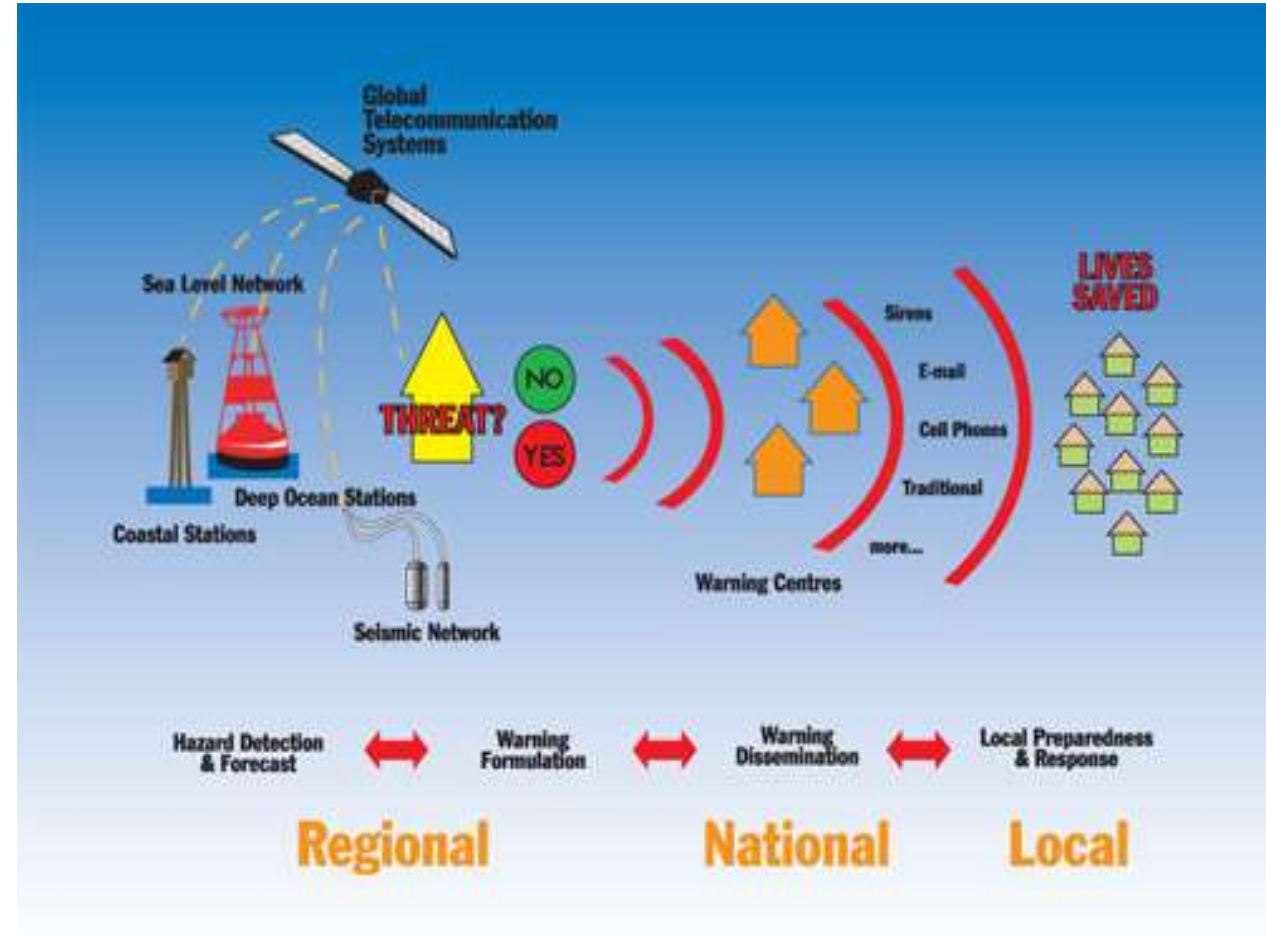 Global
Telecommunication
Systems
Sea Level Network
LIVES
SAVED
Sirens
E-mail
NO
THREAT?
Cell Phones
YES
Traditional
Deep Ocean Stations
Coastal Stations
more...
Warning Centres
Seismic Network
Hazard Detection
& Forecast
Warning
Formulation
Warning
Dissemination
Local Preparedness
& Response
Regional
National
Local